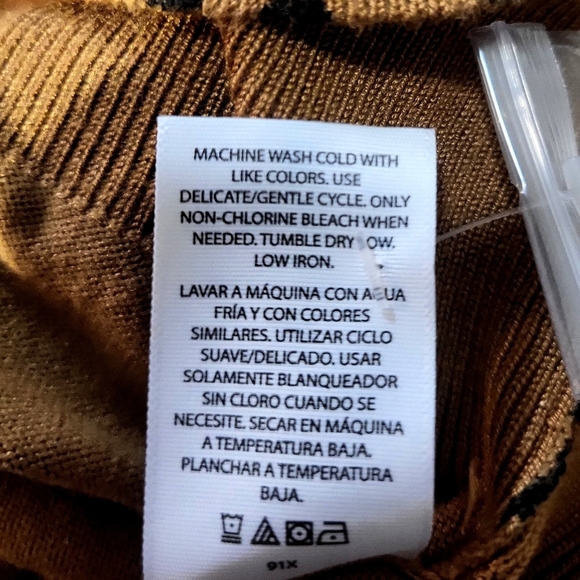 MACHINE WASH COLD WITH
LIKE COLORS. USE
DELICATE/GENTLE CYCLE. ONLY
NON-CHLORINE BLEACH WHEN
NEEDED. TUMBLE DRY LOW.
LOW IRON.
LAVAR A MÁQUINA CON AGUA
FRÍA Y CON COLORES
SIMILARES. UTILIZAR CICLO
SUAVE/DELICADO. USAR
SOLAMENTE BLANQUEADOR
SIN CLORO CUANDO SE
NECESITE. SECAR EN MÁQUINA
A TEMPERATURA BAJA.
PLANCHAR A TEMPERATURA
BAJA.
91X